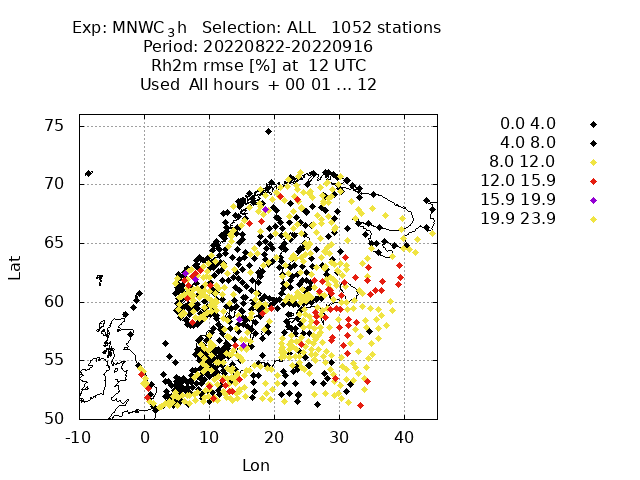 Exp: MNWC_3h   Selection: ALL   1052 stations
Period: 20220822-20220916
Rh2m rmse [%] at  12 UTC
Used  All hours  + 00 01 ... 12
0.0 4.0
4.0 8.0
8.0 12.0
12.0 15.9
15.9 19.9
19.9 23.9
75
70
65
60
55
50
Lat
-10 0 10 20 30 40
Lon